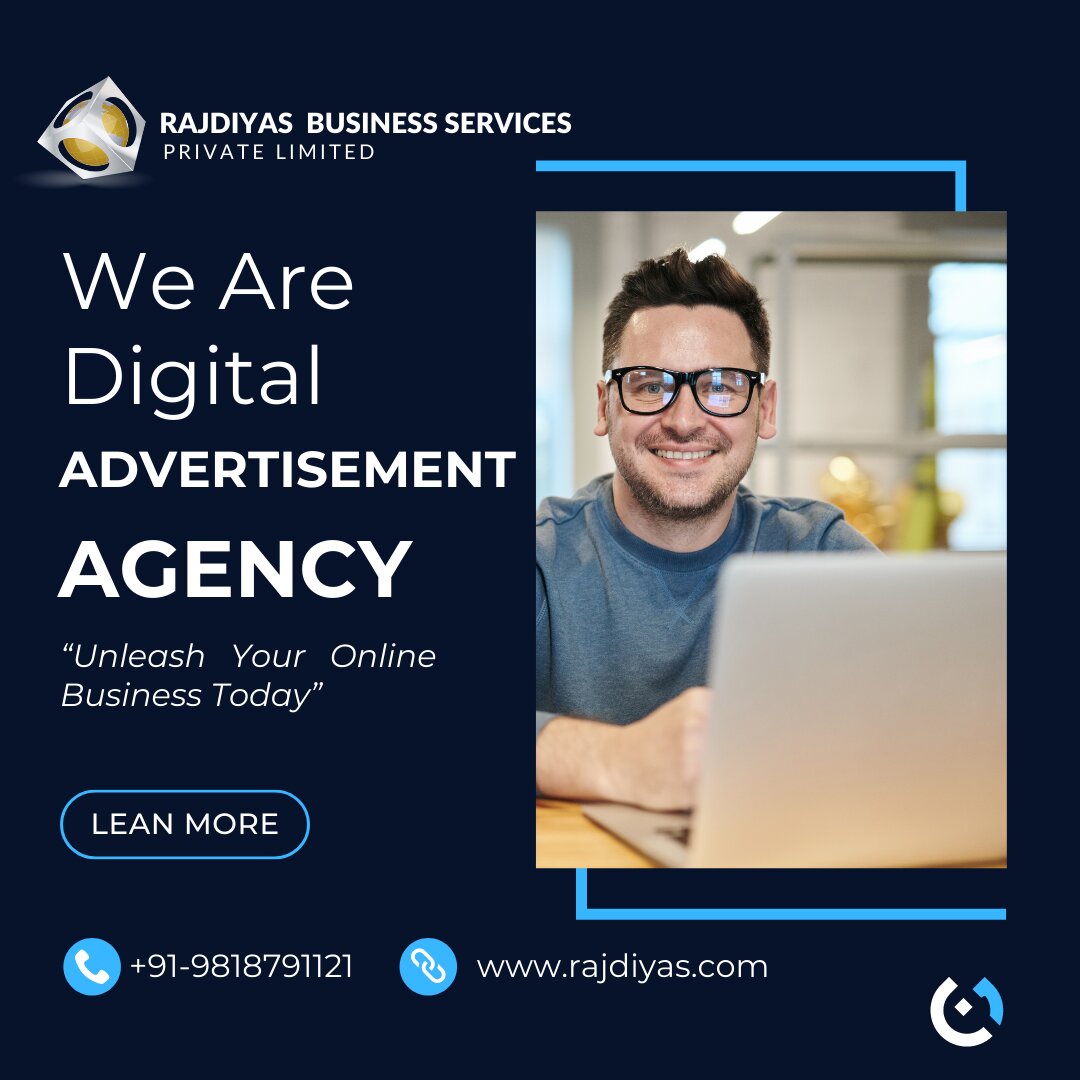 RAJDIYAS BUSINESS SERVICES
PRIVATE LIMITED
We Are
Digital
ADVERTISEMENT
AGENCY
“Unleash Your Online
Business Today”
LEAN MORE
+91-9818791121
www.rajdiyas.com